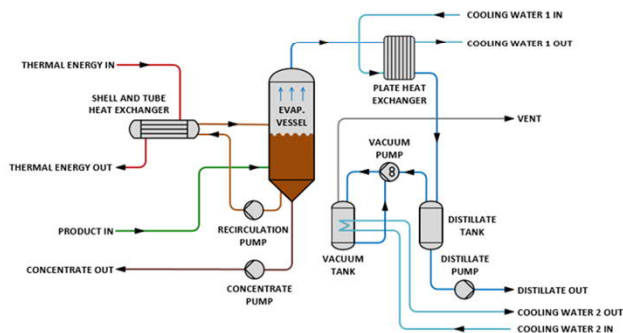 COOLING WATER 1 IN
COOLING WATER 1 OUT
THERMAL ENERGY IN
PLATE HEAT
EXCHANGER
SHELL AND TUBE
HEAT EXCHANGER
EVAP.
VESSEL
VENT
VACUUM
PUMP
8
THERMAL ENERGY OUT
PRODUCT IN
RECIRCULATION
PUMP
DISTILLATE
TANK
VACUUM
TANK
DISTILLATE
PUMP
CONCENTRATE OUT
CONCENTRATE
PUMP
DISTILLATE OUT
COOLING WATER 2 OUT
COOLING WATER 2 IN